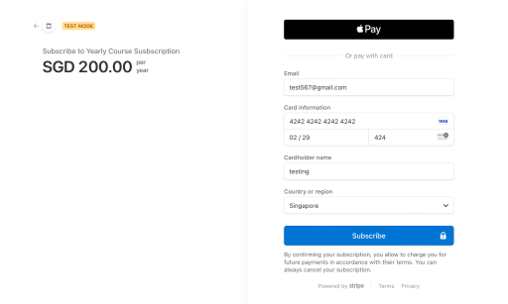 TEST MODE
Subscribe to Yearly Course Susbscription
SGD 200.00 per year
Pay
Or pay with card
Email
test567@gmail.com
Card information
4242 4242 4242 4242 VISA
02 / 29 424
Cardholder name
testing
Country or region
Singapore
Subscribe
By confirming your subscription, you allow to charge you for
future payments in accordance with their terms. You can
always cancel your subscription.
Powered by stripe Terms Privacy